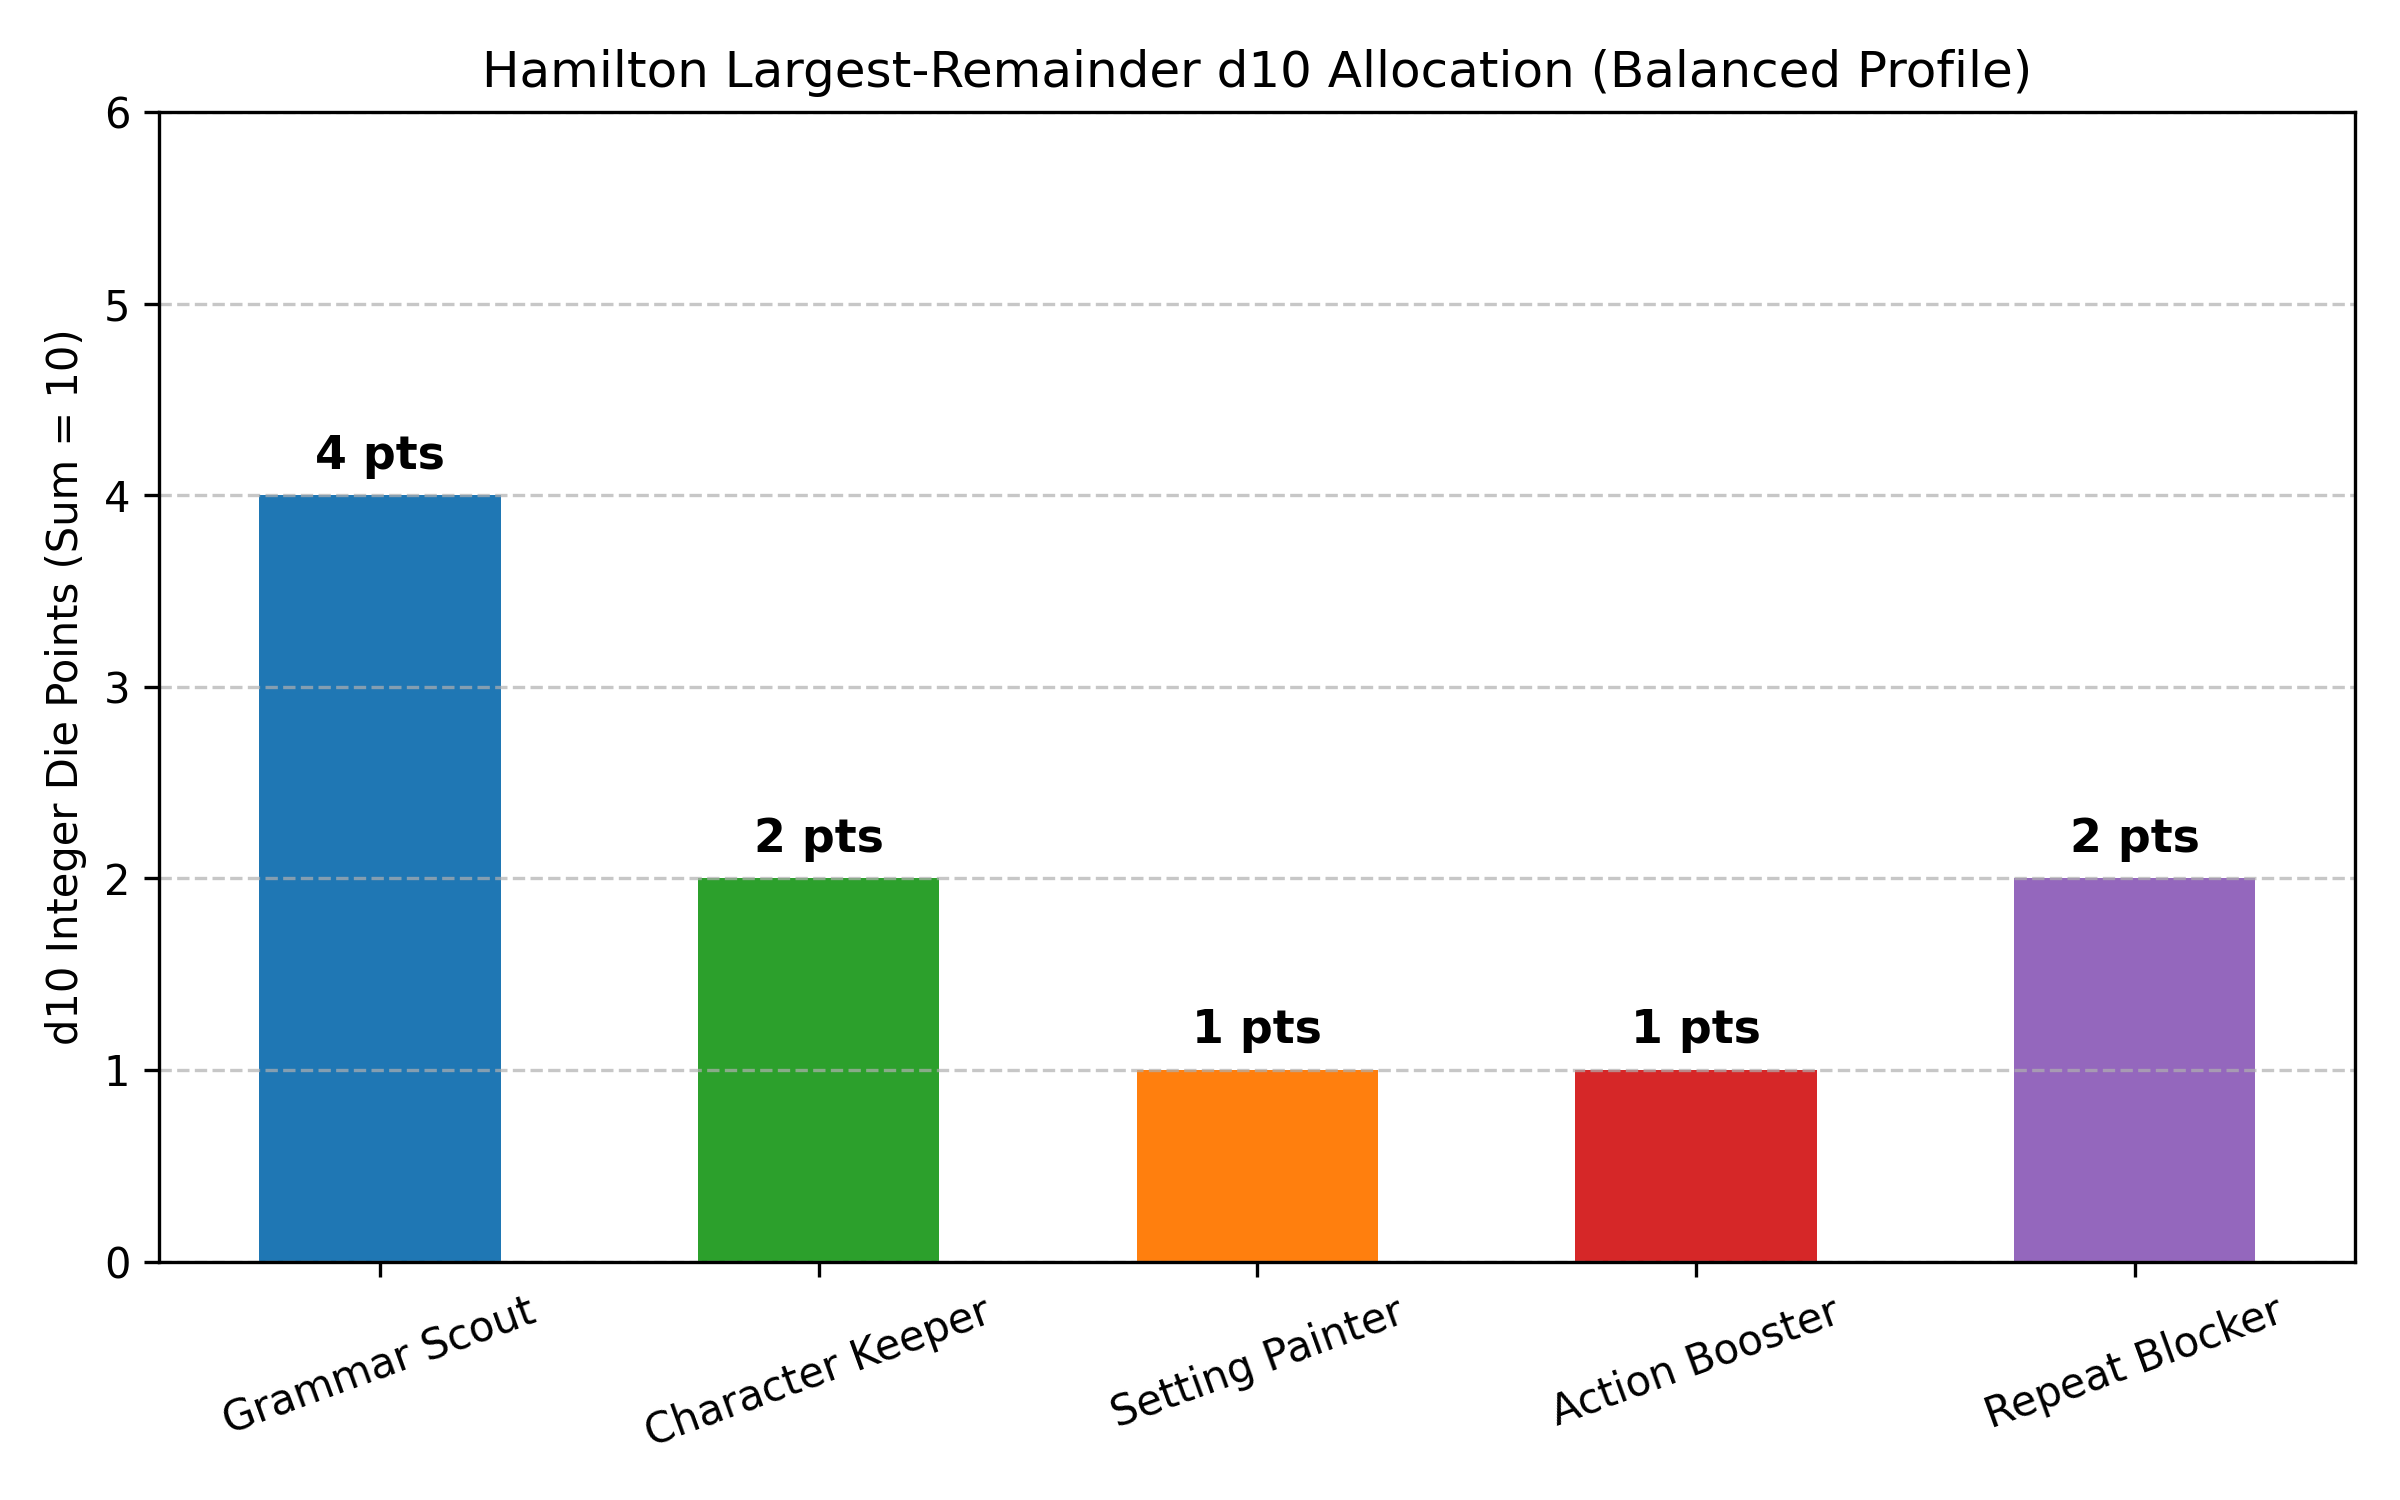 Hamilton Largest-Remainder d10 Allocation (Balanced Profile)
d10 Integer Die Points (Sum = 10)
6
5
4
3
2
1
0
4 pts
2 pts
1 pts
1 pts
2 pts
Grammar Scout
Character Keeper
Setting Painter
Action Booster
Repeat Blocker